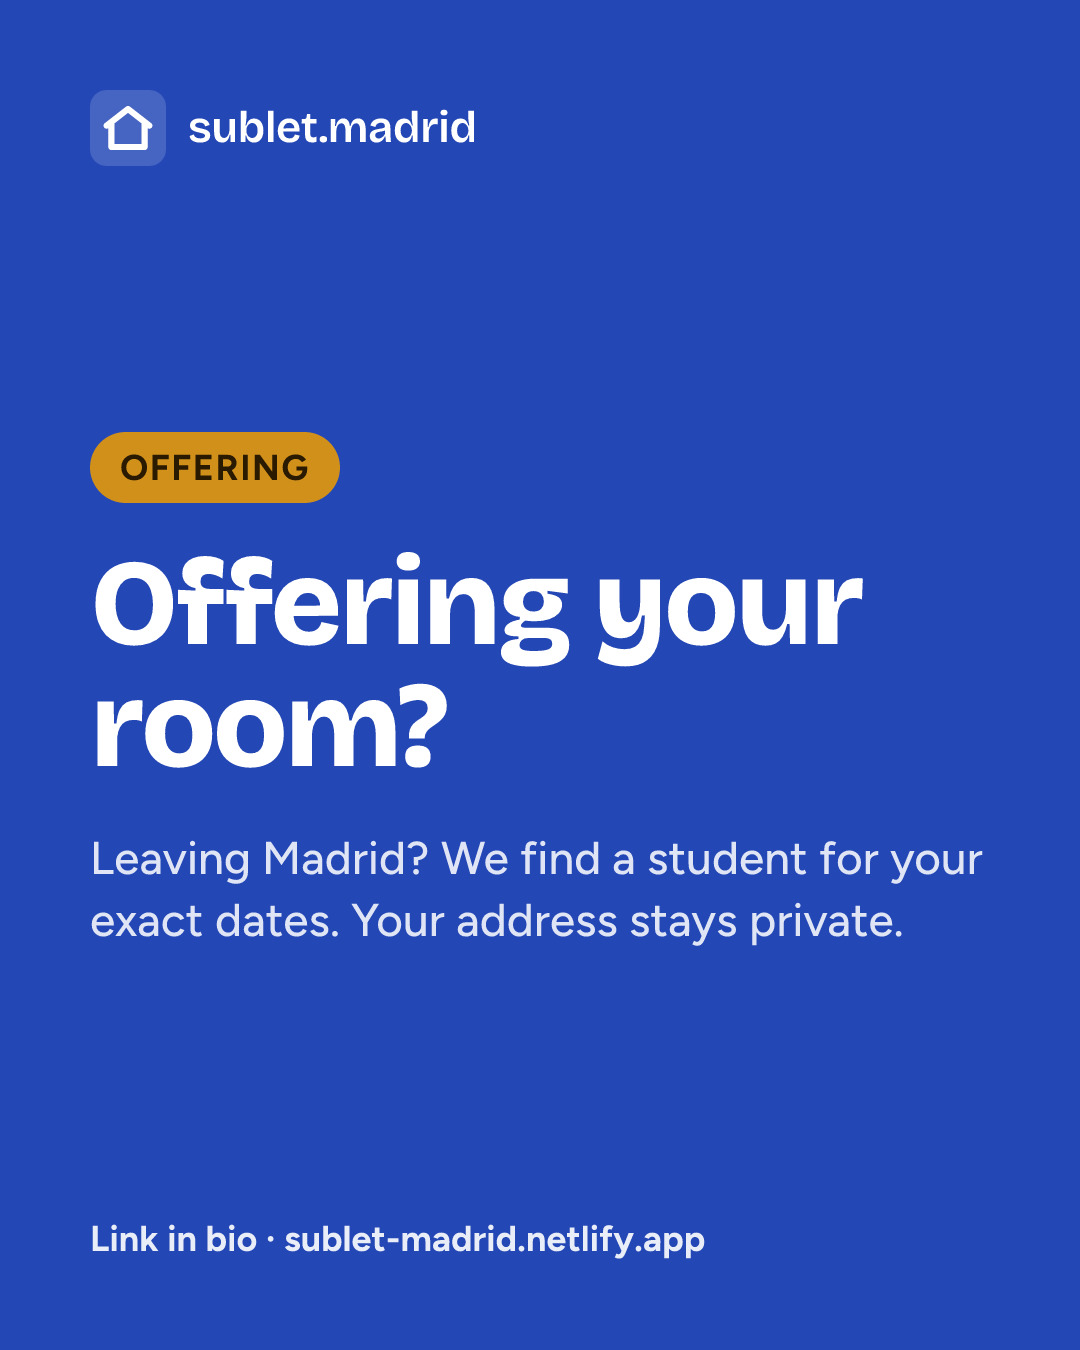 sublet.madrid
OFFERING
Offering your
room?
Leaving Madrid? We find a student for your
exact dates. Your address stays private.
Link in bio · sublet-madrid.netlify.app